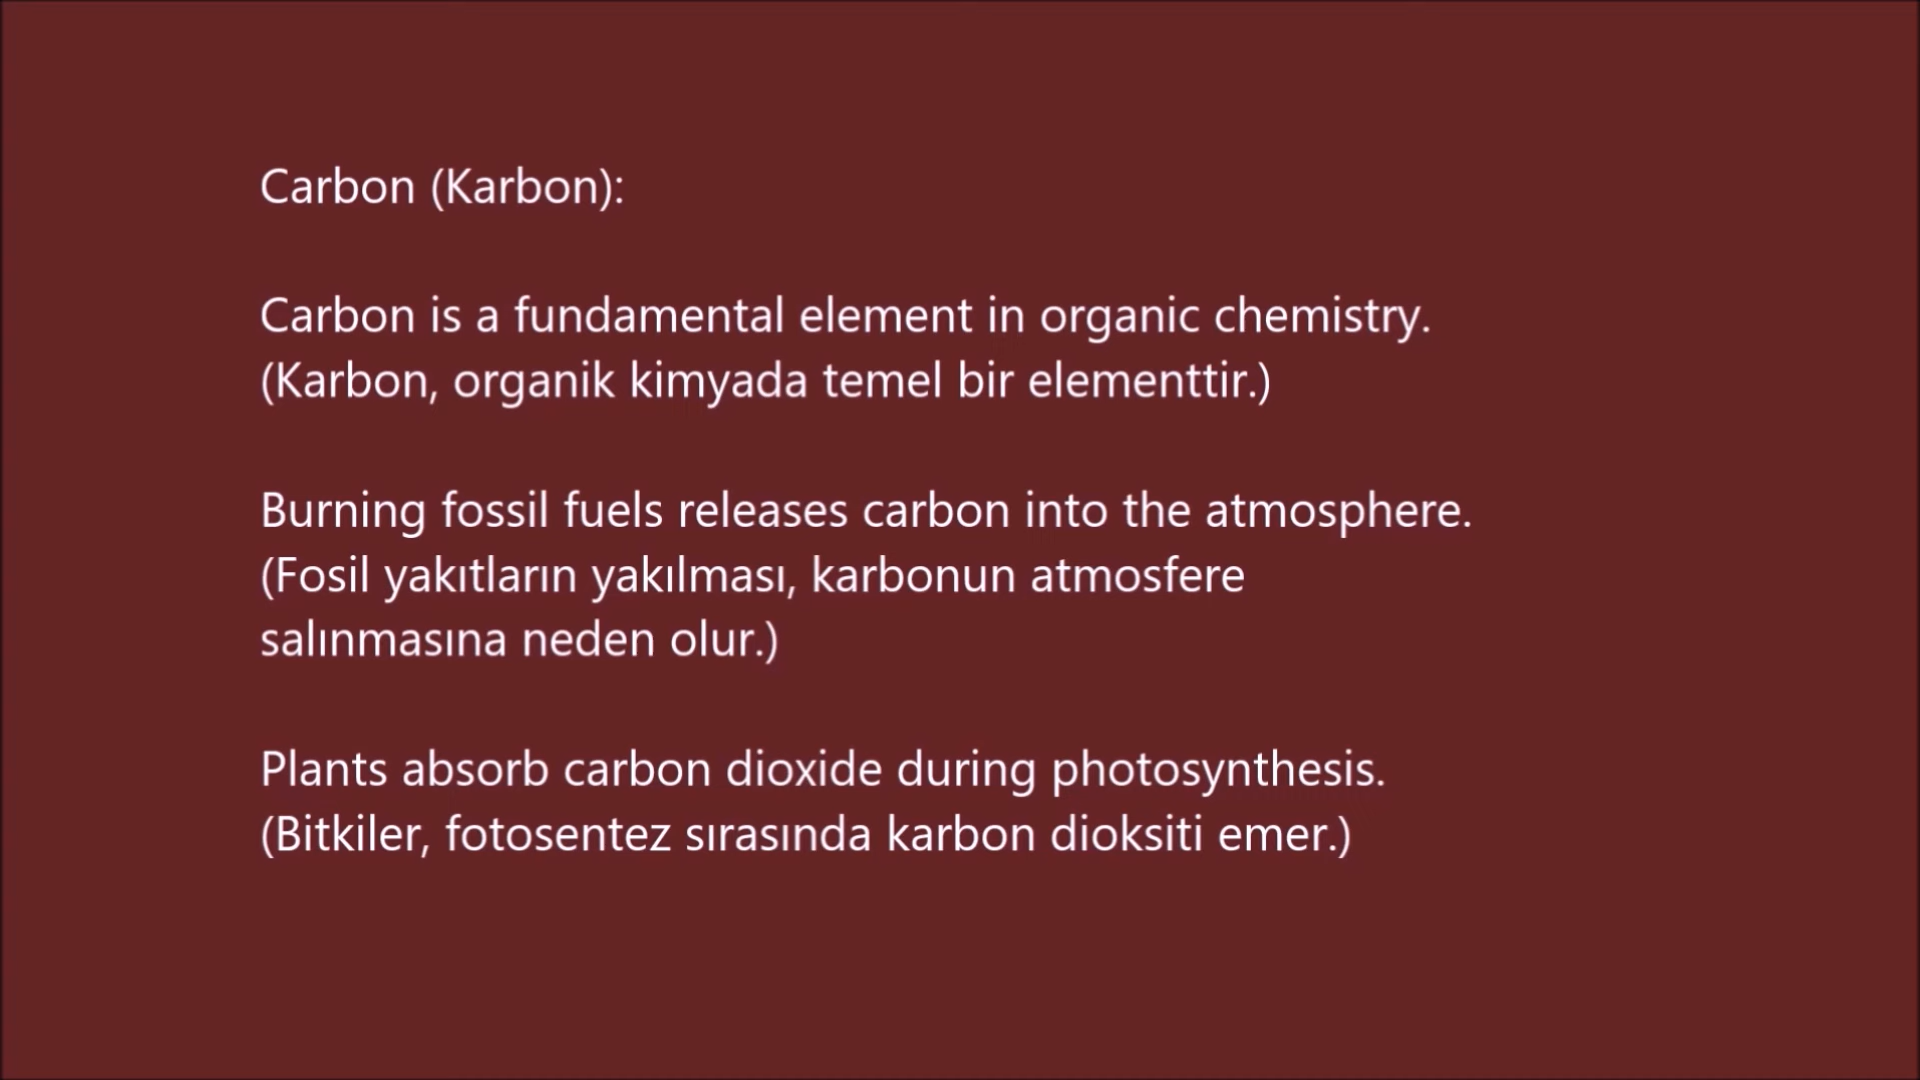 Carbon (Karbon):
Carbon is a fundamental element in organic chemistry.
(Karbon, organik kimyada temel bir elementtir.)
Burning fossil fuels releases carbon into the atmosphere.
(Fosil yakıtların yakılması, karbonun atmosfere
salınmasına neden olur.)
Plants absorb carbon dioxide during photosynthesis.
(Bitkiler, fotosentez sırasında karbon dioksiti emer.)